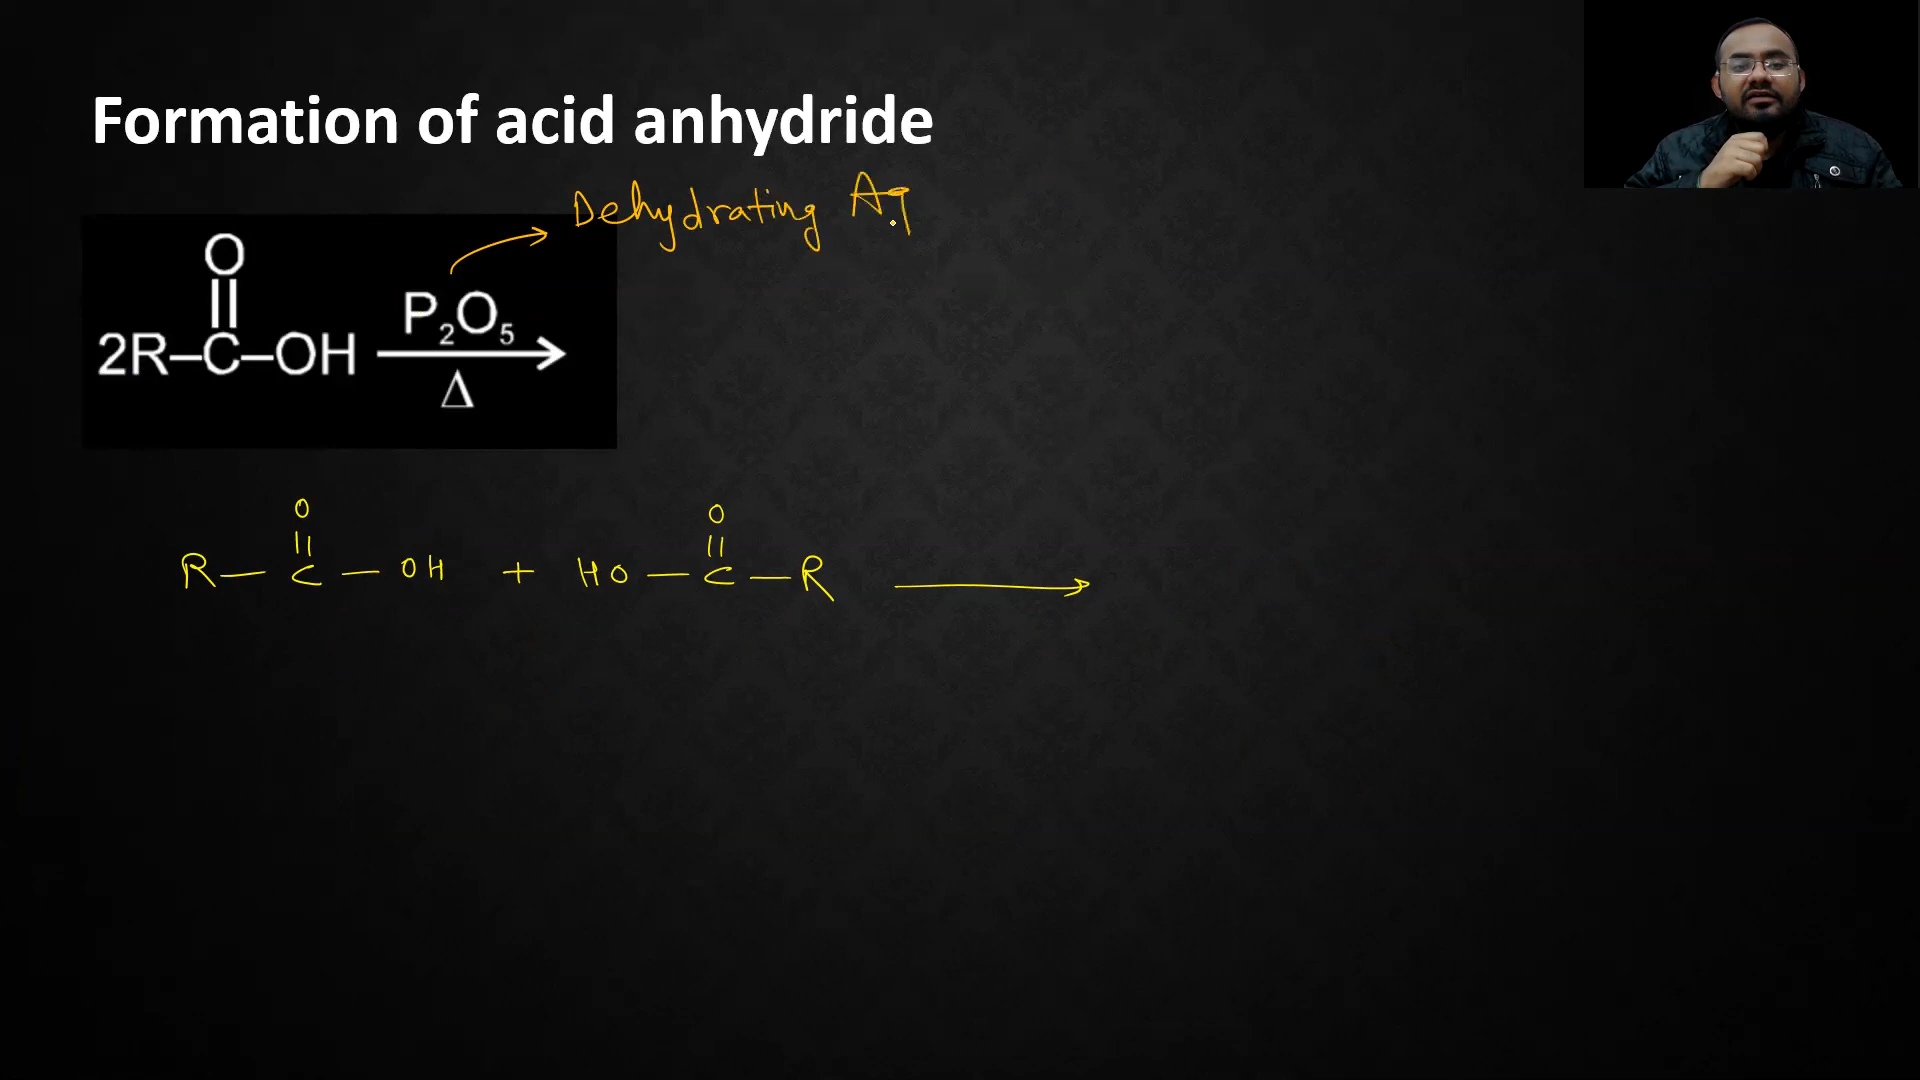 Formation of acid anhydride
Dehydrating Ag
O
||
2R–C–OH
P₂O₅
Δ
O O
|| ||
R — C — OH + HO — C — R ⟶